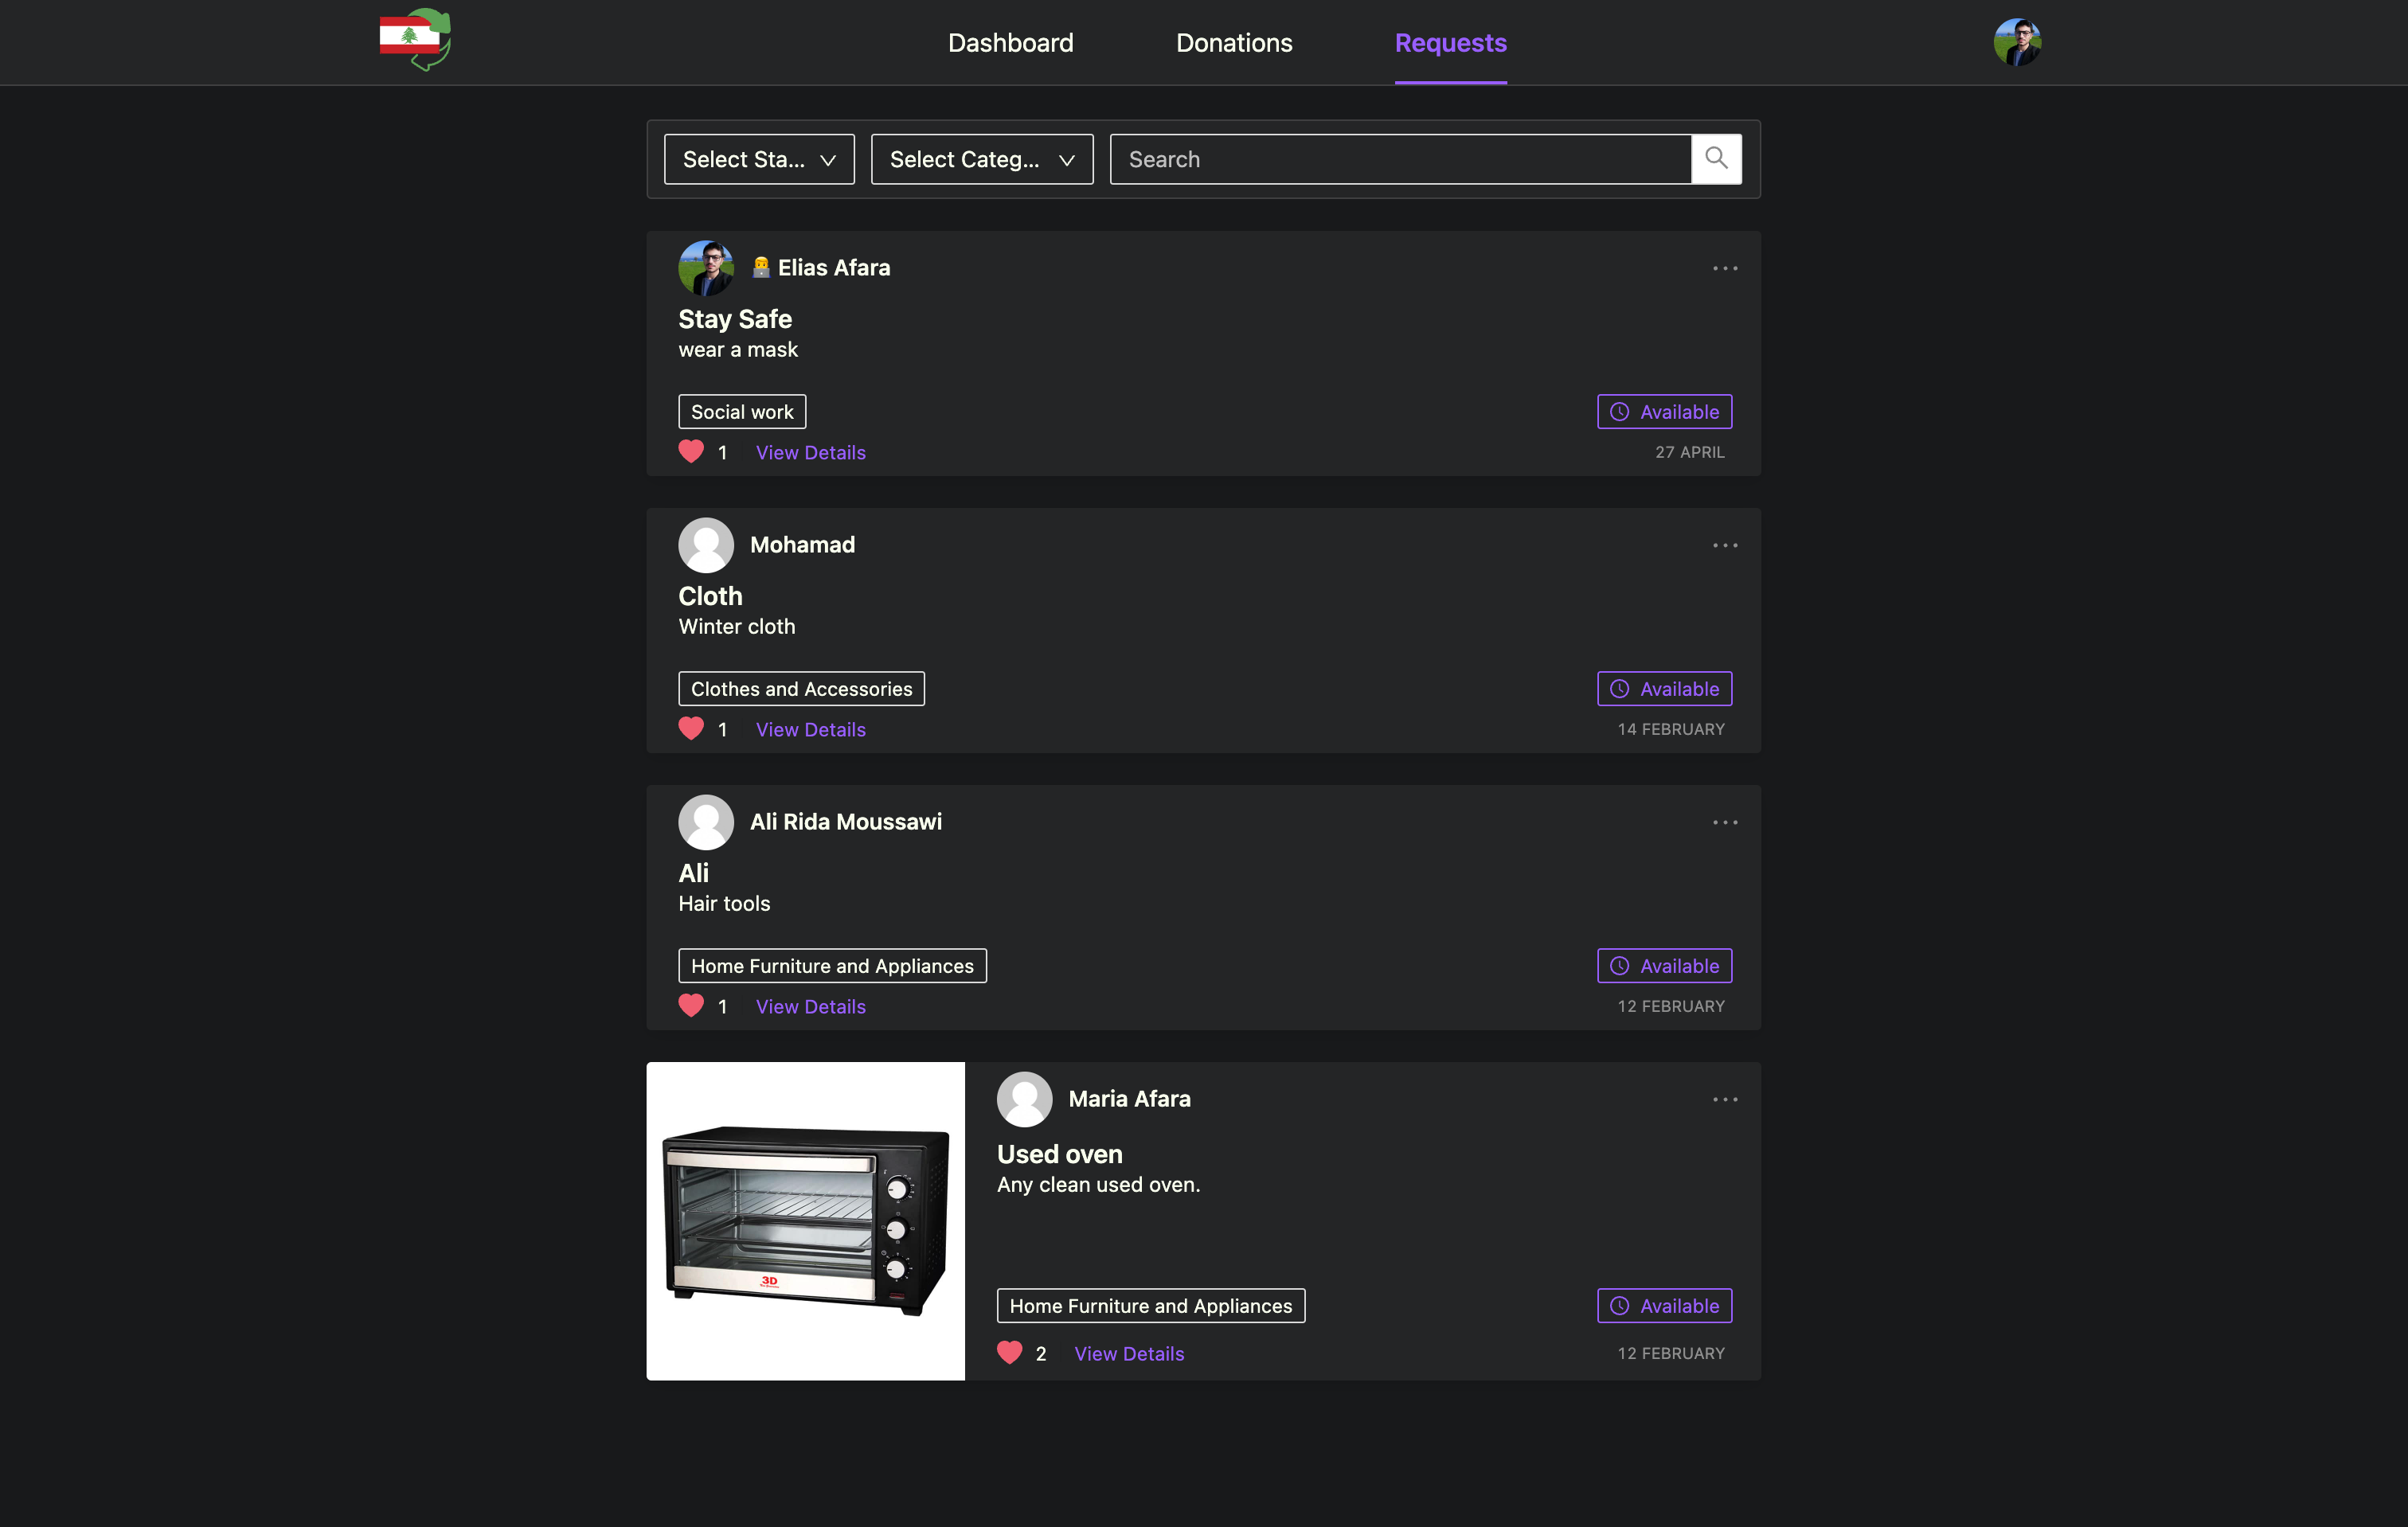 Dashboard Donations Requests
Select Sta... Select Categ... Search
Elias Afara
Stay Safe
wear a mask
Social work Available
1 View Details 27 APRIL
Mohamad
Cloth
Winter cloth
Clothes and Accessories Available
1 View Details 14 FEBRUARY
Ali Rida Moussawi
Ali
Hair tools
Home Furniture and Appliances Available
1 View Details 12 FEBRUARY
Maria Afara
Used oven
Any clean used oven.
3D
Home Furniture and Appliances Available
2 View Details 12 FEBRUARY